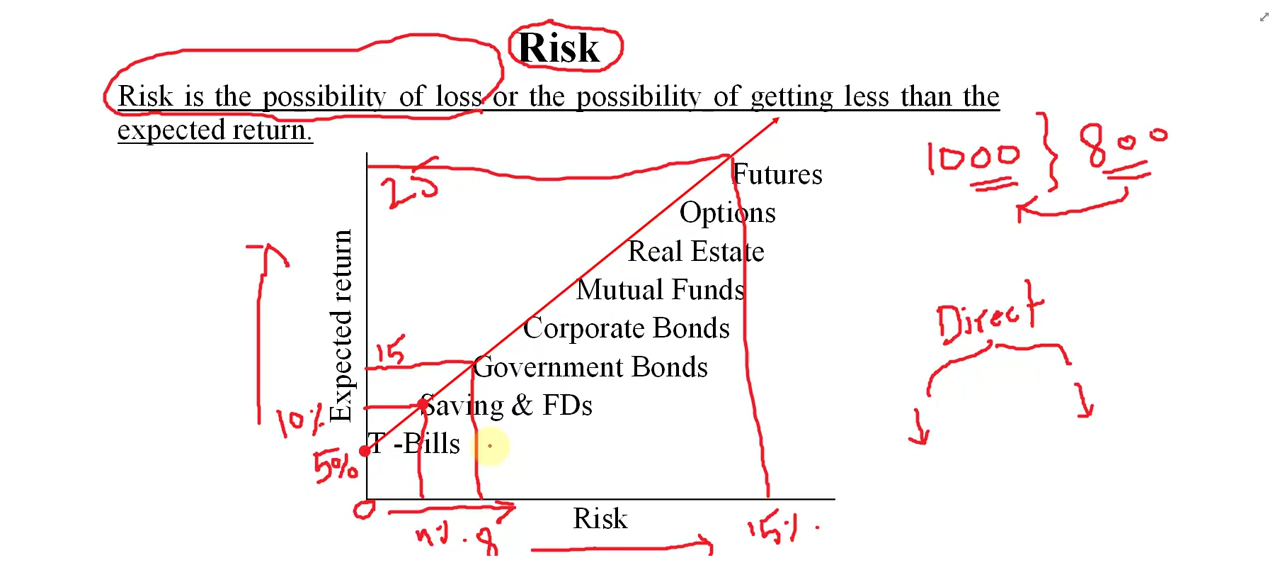 Risk
Risk is the possibility of loss or the possibility of getting less than the
expected return.
1000 } 800
25
Futures
Options
Real Estate
Mutual Funds
Direct
Corporate Bonds
15
Government Bonds
Expected return
10%
Saving & FDs
T -Bills
5%
0
Risk
8
15%.